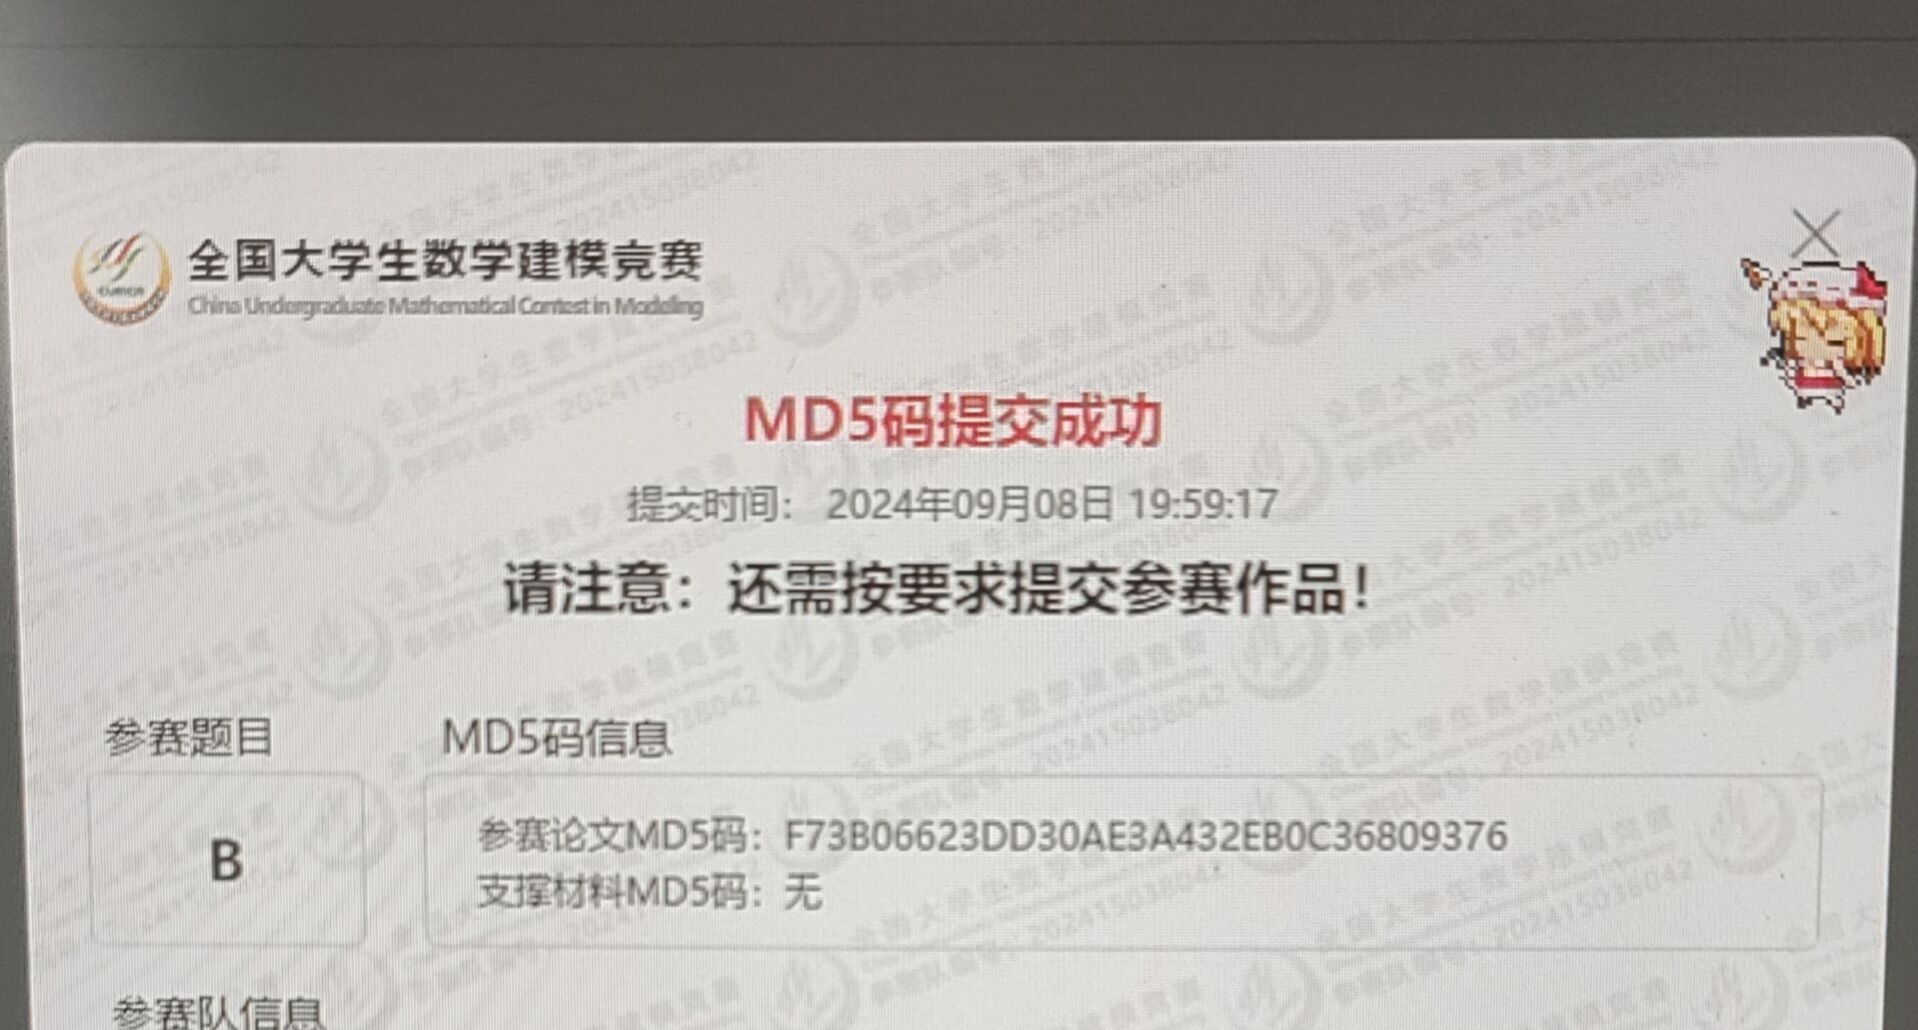 全国大学生数学建模竞赛
China Undergraduate Mathematical Contest in Modeling
MD5码提交成功
提交时间： 2024年09月08日 19:59:17
请注意：还需按要求提交参赛作品！
参赛题目
MD5码信息
B
参赛论文MD5码：F73B06623DD30AE3A432EB0C36809376
支撑材料MD5码：无
参赛队信息